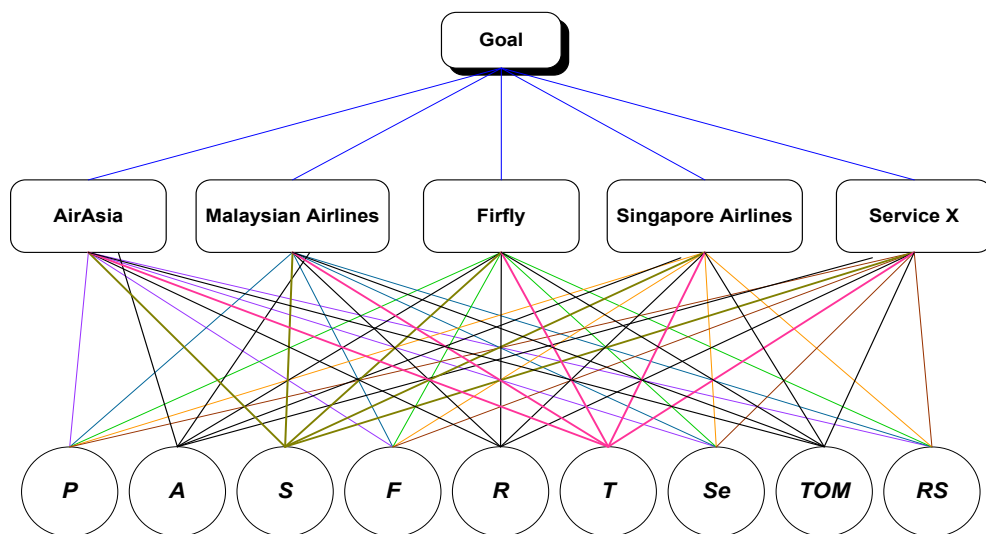 Goal
AirAsia
Malaysian Airlines
Firfly
Singapore Airlines
Service X
P
A
S
F
R
T
Se
TOM
RS